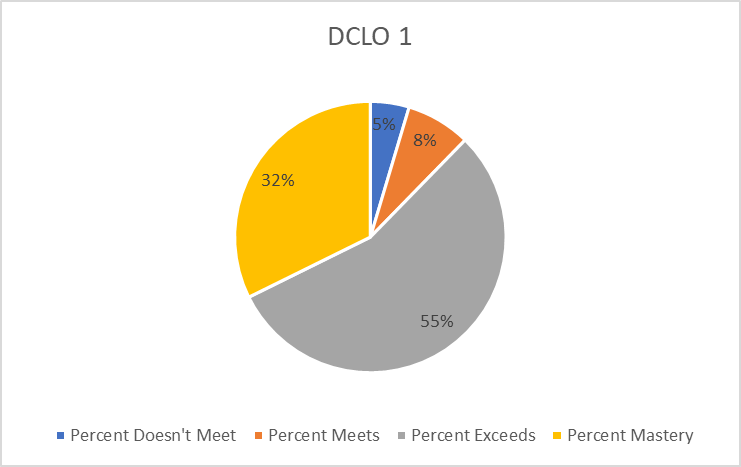 DCLO 1
5%
8%
32%
55%
Percent Doesn't Meet Percent Meets Percent Exceeds Percent Mastery